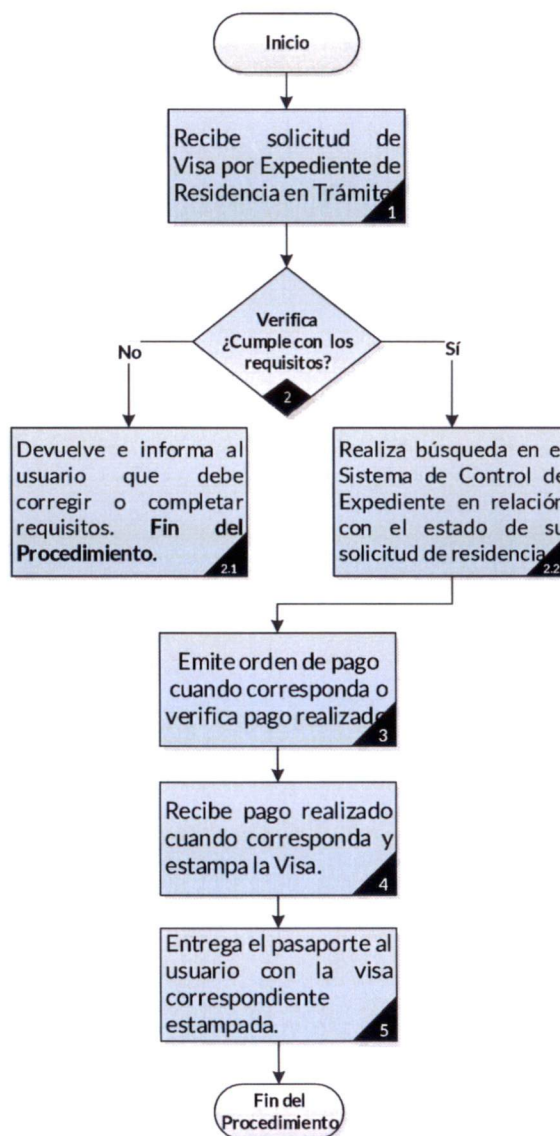 Inicio
Recibe solicitud de
Visa por Expediente de
Residencia en Trámite
1
Verifica
¿Cumple con los
requisitos?
2
No
Sí
Devuelve e informa al
usuario que debe
corregir o completar
requisitos. Fin del
Procedimiento.
2.1
Realiza búsqueda en el
Sistema de Control de
Expediente en relación
con el estado de su
solicitud de residencia
2.2
Emite orden de pago
cuando corresponda o
verifica pago realizado
3
Recibe pago realizado
cuando corresponda y
estampa la Visa.
4
Entrega el pasaporte al
usuario con la visa
correspondiente
estampada.
5
Fin del
Procedimiento